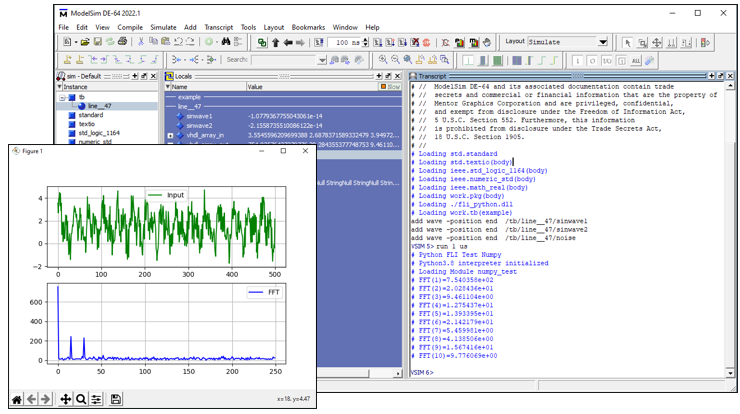 ModelSim DE-64 2022.1
File Edit View Compile Simulate Add Transcript Tools Layout Bookmarks Window Help
100 ns
Layout Simulate
Search:
sim - Default
Instance
tb
line__47
standard
textio
std_logic_1164
numeric_std
Locals
Name Value Slow
example
line__47
sinwave1 -1.0779367755043061e-14
sinwave2 -2.1558735510086122e-14
Transcript
# // ModelSim DE-64 and its associated documentation contain trade
# // secrets and commercial or financial information that are the property of
# // Mentor Graphics Corporation and are privileged, confidential,
# // and exempt from disclosure under the Freedom of Information Act,
# // 5 U.S.C. Section 552. Furthermore, this information
# // is prohibited from disclosure under the Trade Secrets Act,
# // 18 U.S.C. Section 1905.
# //
# Loading std.standard
# Loading std.textio(body)
# Loading ieee.std_logic_1164(body)
# Loading ieee.numeric_std(body)
# Loading ieee.math_real(body)
# Loading work.pkg(body)
# Loading ./fli_python.dll
# Loading work.tb(example)
add wave -position end /tb/line__47/sinwave1
add wave -position end /tb/line__47/sinwave2
add wave -position end /tb/line__47/noise
VSIM 5> run 1 us
# Python FLI Test Numpy
# Python3.8 interpreter initialized
# Loading Module numpy_test
# FFT(1)=7.540358e+02
# FFT(2)=2.028436e+01
# FFT(3)=9.461104e+00
# FFT(4)=1.275437e+01
# FFT(5)=1.393395e+01
# FFT(6)=2.142179e+01
# FFT(7)=5.459981e+00
# FFT(8)=4.138506e+00
# FFT(9)=1.567416e+01
# FFT(10)=9.776069e+00
VSIM 6>
Figure 1
Input
4
2
0
−2
0 100 200 300 400 500
FFT
600
400
200
0
0 50 100 150 200 250
x=18. y=4.47